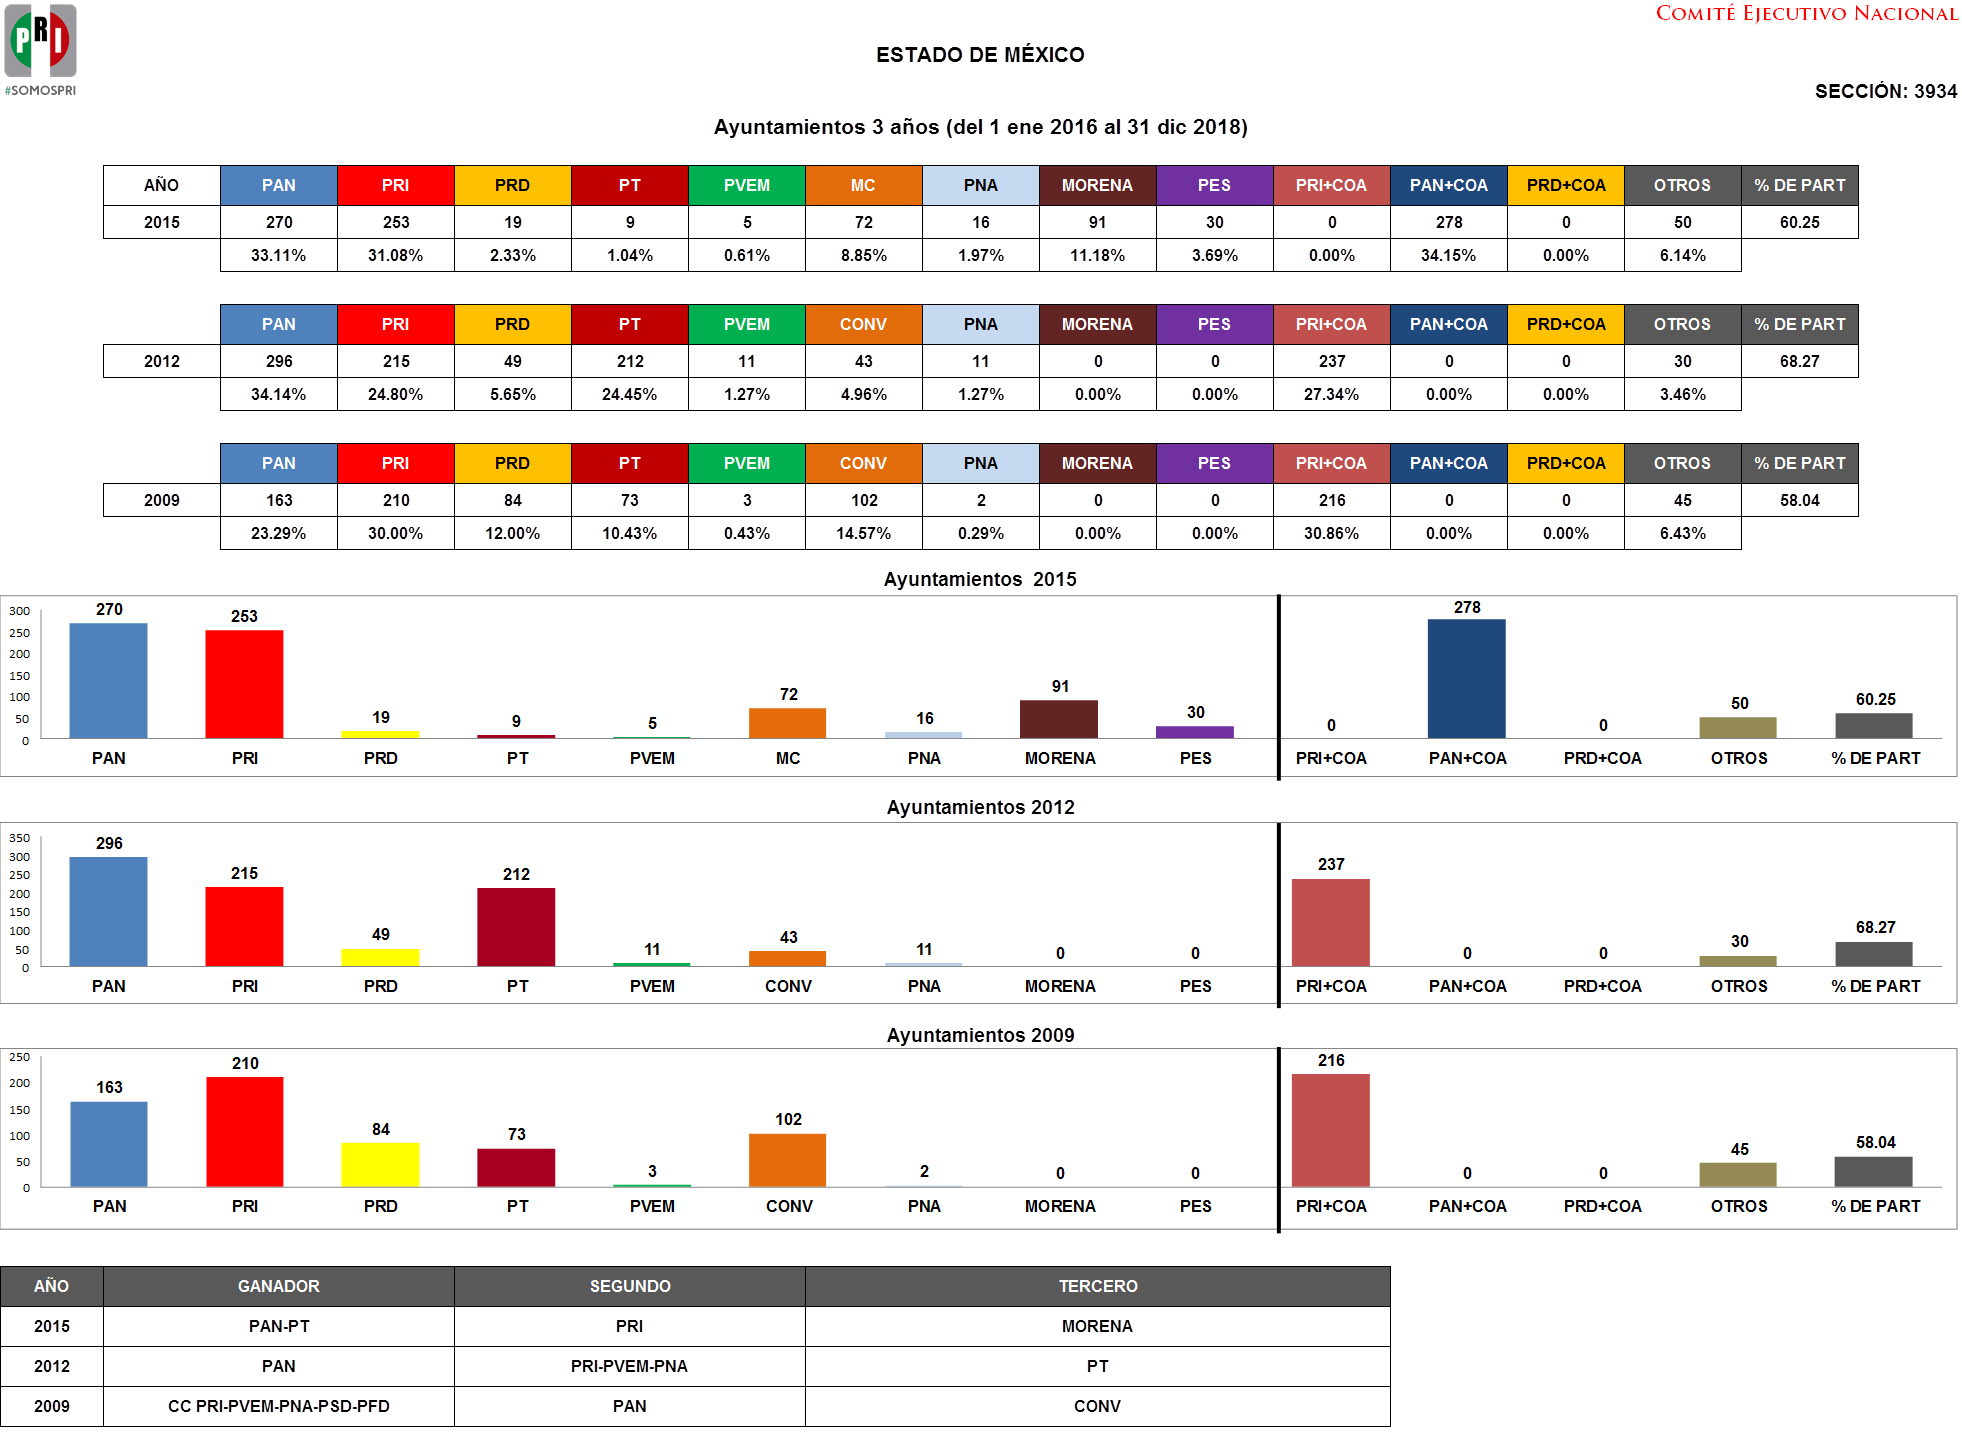 PRI
#SOMOSPRI
COMITÉ EJECUTIVO NACIONAL
ESTADO DE MÉXICO
SECCIÓN: 3934
Ayuntamientos 3 años (del 1 ene 2016 al 31 dic 2018)
AÑO PAN PRI PRD PT PVEM MC PNA MORENA PES PRI+COA PAN+COA PRD+COA OTROS % DE PART
2015 270 253 19 9 5 72 16 91 30 0 278 0 50 60.25
33.11% 31.08% 2.33% 1.04% 0.61% 8.85% 1.97% 11.18% 3.69% 0.00% 34.15% 0.00% 6.14%
PAN PRI PRD PT PVEM CONV PNA MORENA PES PRI+COA PAN+COA PRD+COA OTROS % DE PART
2012 296 215 49 212 11 43 11 0 0 237 0 0 30 68.27
34.14% 24.80% 5.65% 24.45% 1.27% 4.96% 1.27% 0.00% 0.00% 27.34% 0.00% 0.00% 3.46%
PAN PRI PRD PT PVEM CONV PNA MORENA PES PRI+COA PAN+COA PRD+COA OTROS % DE PART
2009 163 210 84 73 3 102 2 0 0 216 0 0 45 58.04
23.29% 30.00% 12.00% 10.43% 0.43% 14.57% 0.29% 0.00% 0.00% 30.86% 0.00% 0.00% 6.43%
Ayuntamientos 2015
300
250
200
150
100
50
0
270 253 19 9 5 72 16 91 30 0 278 0 50 60.25
PAN PRI PRD PT PVEM MC PNA MORENA PES PRI+COA PAN+COA PRD+COA OTROS % DE PART
Ayuntamientos 2012
350
300
250
200
150
100
50
0
296 215 49 212 11 43 11 0 0 237 0 0 30 68.27
PAN PRI PRD PT PVEM CONV PNA MORENA PES PRI+COA PAN+COA PRD+COA OTROS % DE PART
Ayuntamientos 2009
250
200
150
100
50
0
163 210 84 73 3 102 2 0 0 216 0 0 45 58.04
PAN PRI PRD PT PVEM CONV PNA MORENA PES PRI+COA PAN+COA PRD+COA OTROS % DE PART
AÑO GANADOR SEGUNDO TERCERO
2015 PAN-PT PRI MORENA
2012 PAN PRI-PVEM-PNA PT
2009 CC PRI-PVEM-PNA-PSD-PFD PAN CONV